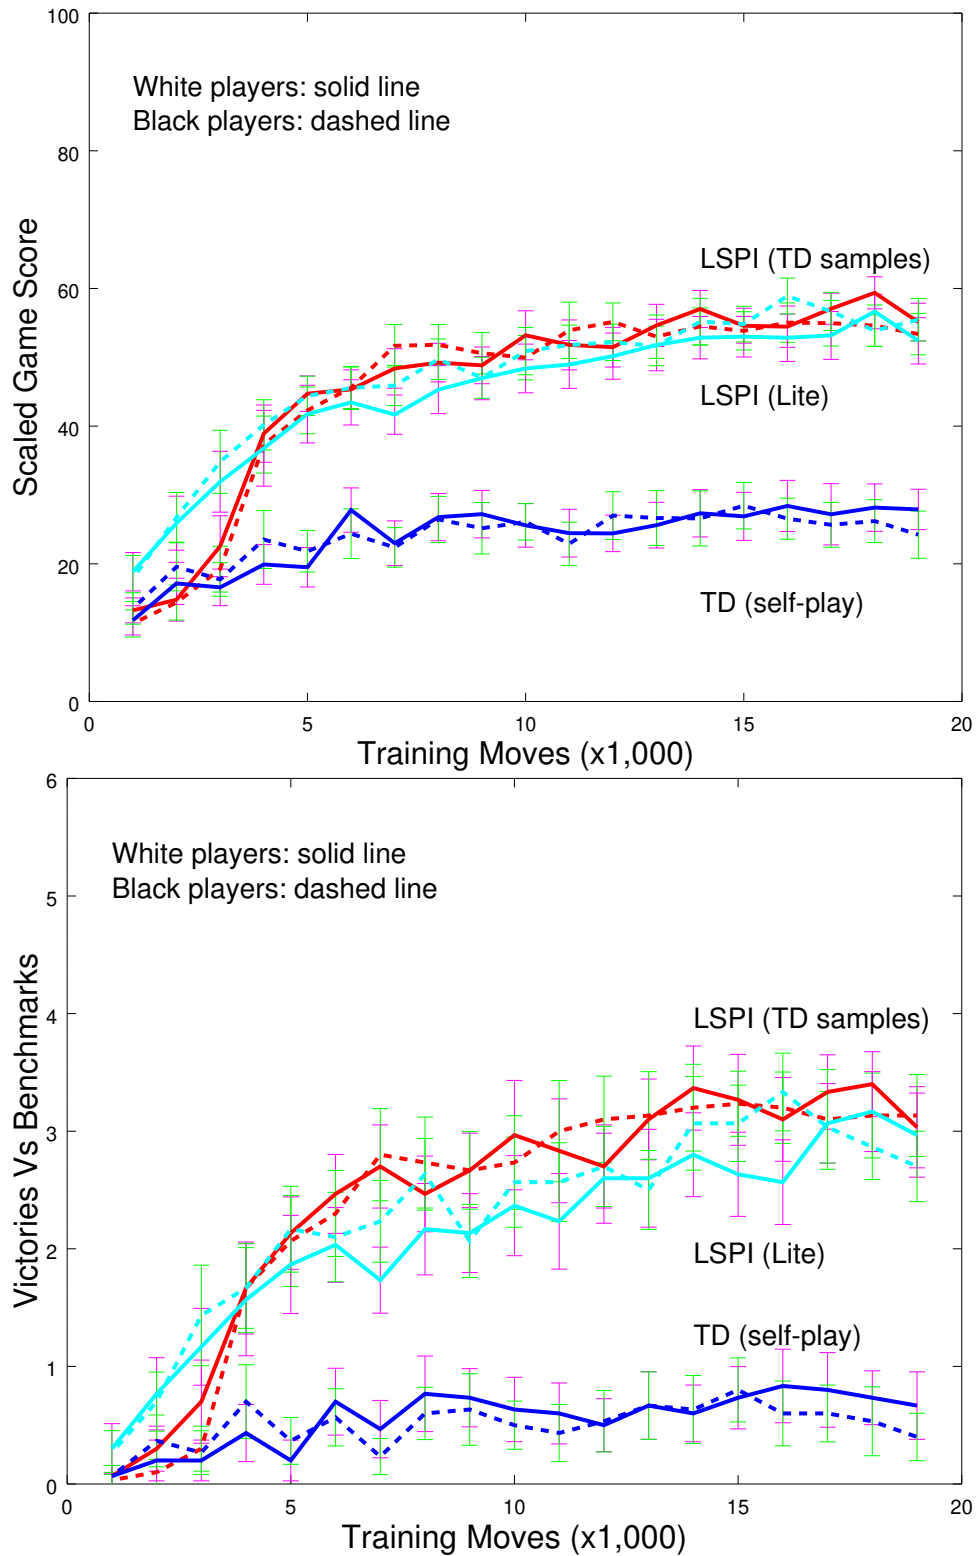 100
80
60
40
20
0
Scaled Game Score
White players: solid line
Black players: dashed line
LSPI (TD samples)
LSPI (Lite)
TD (self-play)
0 5 10 15 20
Training Moves (x1,000)
6
5
4
3
2
1
0
Victories Vs Benchmarks
White players: solid line
Black players: dashed line
LSPI (TD samples)
LSPI (Lite)
TD (self-play)
0 5 10 15 20
Training Moves (x1,000)